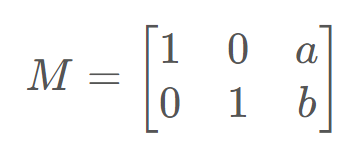 M = [1 0 a
0 1 b]